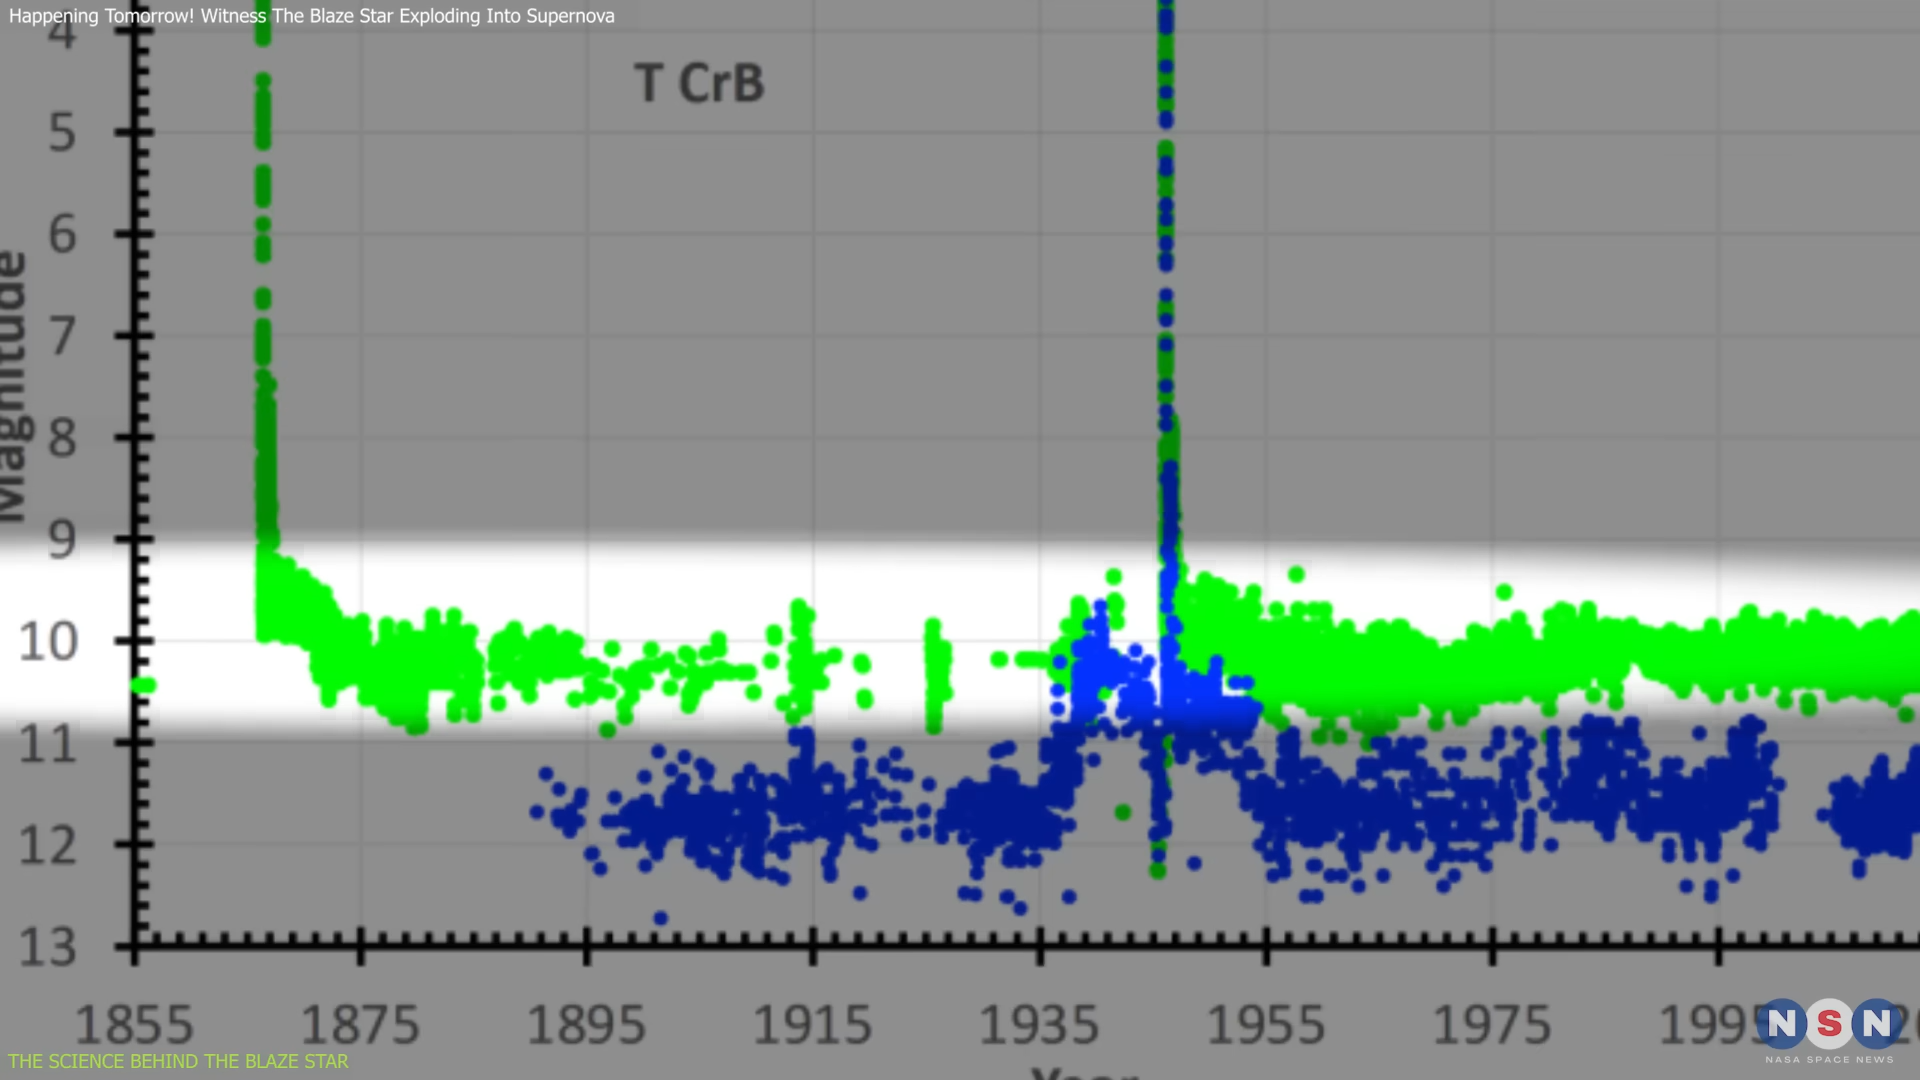 Happening Tomorrow! Witness The Blaze Star Exploding Into Supernova
T CrB
Magnitude
4
5
6
7
8
9
10
11
12
13
1855 1875 1895 1915 1935 1955 1975 1995
Year
THE SCIENCE BEHIND THE BLAZE STAR
NSN
NASA SPACE NEWS